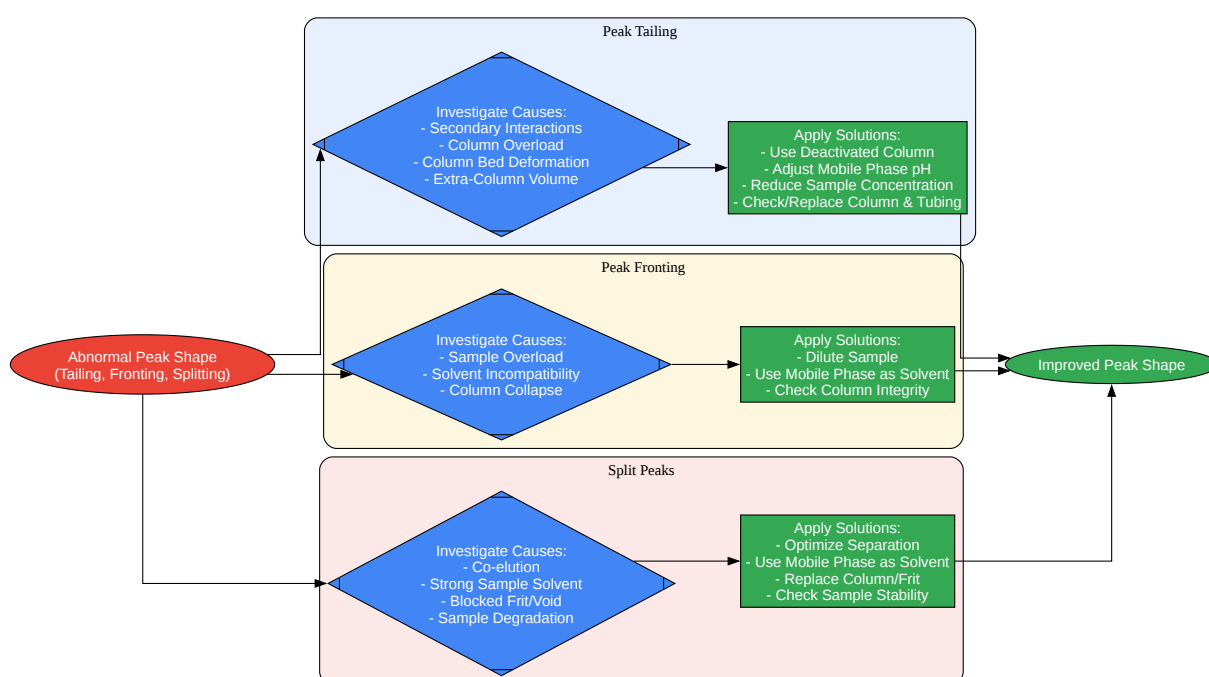 Peak Tailing
Investigate Causes:
- Secondary Interactions
- Column Overload
- Column Bed Deformation
- Extra-Column Volume
Apply Solutions:
- Use Deactivated Column
- Adjust Mobile Phase pH
- Reduce Sample Concentration
- Check/Replace Column & Tubing
Peak Fronting
Abnormal Peak Shape
(Tailing, Fronting, Splitting)
Investigate Causes:
- Sample Overload
- Solvent Incompatibility
- Column Collapse
Apply Solutions:
- Dilute Sample
- Use Mobile Phase as Solvent
- Check Column Integrity
Improved Peak Shape
Split Peaks
Investigate Causes:
- Co-elution
- Strong Sample Solvent
- Blocked Frit/Void
- Sample Degradation
Apply Solutions:
- Optimize Separation
- Use Mobile Phase as Solvent
- Replace Column/Frit
- Check Sample Stability